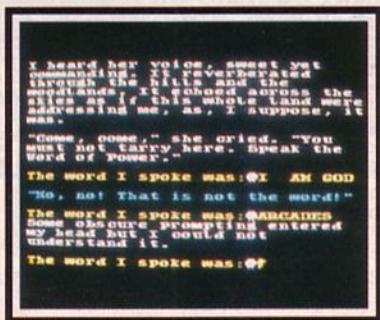 I heard her voice, sweet yet
commanding. It reverberated
through the hills and the
woodlands, It echoed across the
skies as if this whole land were
addressing me, as, I suppose, it
was.
"Come, come," she cried. "You
must not tarry here. Speak the
Word of Power."
The word I spoke was: I AM GOD
"No, no! That is not the word!"
The word I spoke was: ARCADES
Some obscure prompting entered
my head but I could not
understand it.
The word I spoke was: